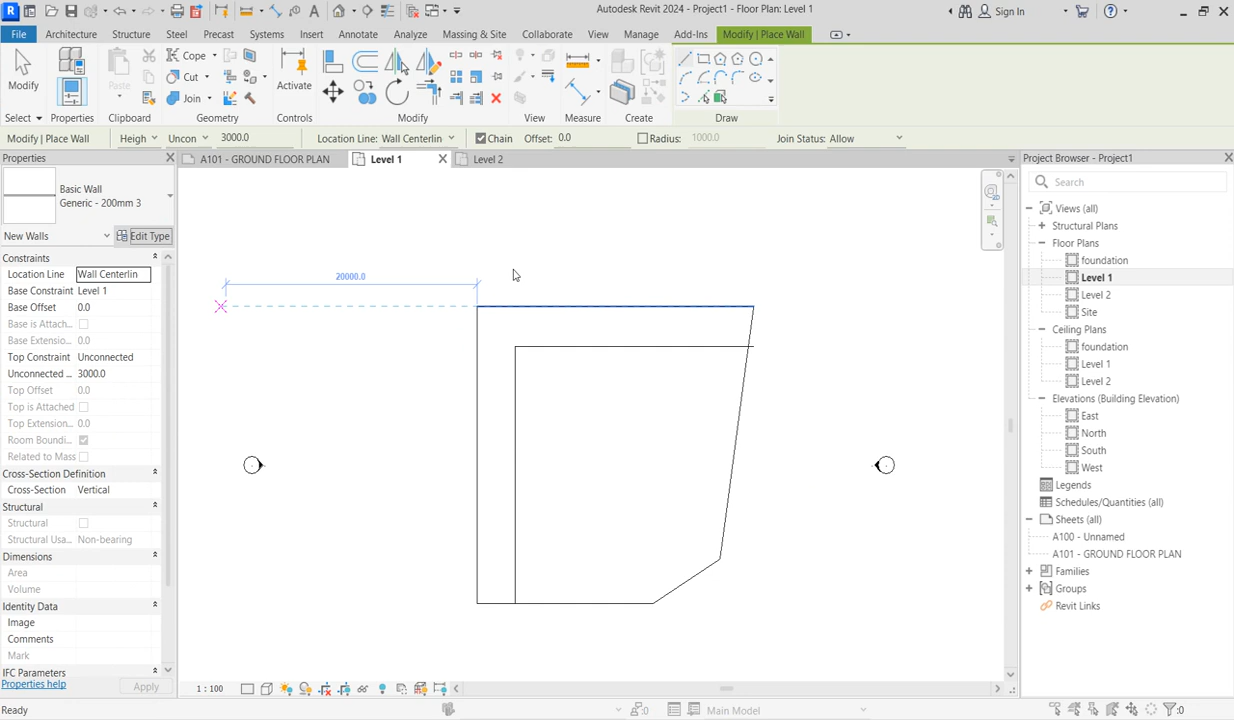 R
Autodesk Revit 2024 - Project1 - Floor Plan: Level 1
Sign In
File Architecture Structure Steel Precast Systems Insert Annotate Analyze Massing & Site Collaborate View Manage Add-Ins Modify | Place Wall
Modify
Properties
Paste
Cope
Cut
Join
Activate
Select Properties Clipboard Geometry Controls Modify View Measure Create Draw
Modify | Place Wall Heigh Uncon 3000.0 Location Line: Wall Centerlin Chain Offset: 0.0 Radius: 1000.0 Join Status: Allow
Properties
A101 - GROUND FLOOR PLAN Level 1 Level 2
Project Browser - Project1
Basic Wall
Generic - 200mm 3
New Walls Edit Type
Constraints
Location Line Wall Centerlin
Base Constraint Level 1
Base Offset 0.0
Base is Attach...
Base Extension...
Top Constraint Unconnected
Unconnected ... 3000.0
Top Offset 0.0
Top is Attached
Top Extension... 0.0
Room Boundi...
Related to Mass
Cross-Section Definition
Cross-Section Vertical
Structural
Structural
Structural Usa... Non-bearing
Dimensions
Area
Volume
Identity Data
Image
Comments
Mark
IFC Parameters
Properties help Apply
20000.0
1 : 100
Search
Views (all)
Structural Plans
Floor Plans
foundation
Level 1
Level 2
Site
Ceiling Plans
foundation
Level 1
Level 2
Elevations (Building Elevation)
East
North
South
West
Legends
Schedules/Quantities (all)
Sheets (all)
A100 - Unnamed
A101 - GROUND FLOOR PLAN
Families
Groups
Revit Links
Ready
:0
Main Model
:0